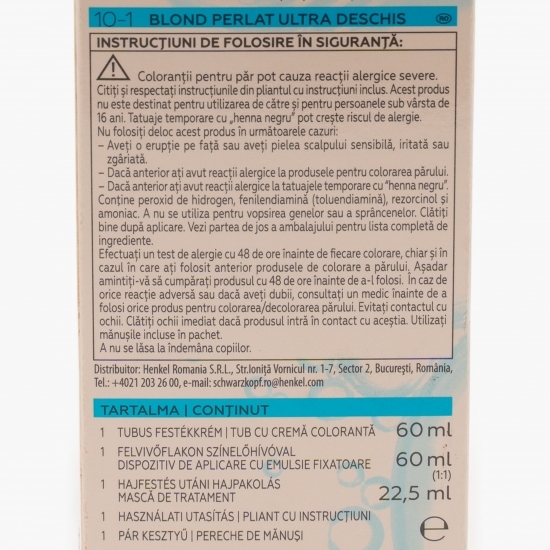 10-1 BLOND PERLAT ULTRA DESCHIS RO
INSTRUCȚIUNI DE FOLOSIRE ÎN SIGURANȚĂ:
Coloranții pentru păr pot cauza reacții alergice severe.
Citiți și respectați instrucțiunile din pliantul cu instrucțiuni inclus. Acest produs
nu este destinat pentru utilizarea de către și pentru persoanele sub vârsta de
16 ani. Tatuaje temporare cu „henna negru” pot crește riscul de alergie.
Nu folosiți deloc acest produs în următoarele cazuri:
– Aveți o erupție pe față sau aveți pielea scalpului sensibilă, iritată sau
zgâriată.
– Dacă anterior ați avut reacții alergice la produsele pentru colorarea părului.
– Dacă anterior ați avut reacții alergice la tatuajele temporare cu “henna negru”.
Conține peroxid de hidrogen, fenilendiamină (toluendiamină), rezorcinol și
amoniac. A nu se utiliza pentru vopsirea genelor sau a sprâncenelor. Clătiți
bine după aplicare. Vezi partea de jos a ambalajului pentru lista completă de
ingrediente.
Efectuați un test de alergie cu 48 de ore înainte de fiecare colorare, chiar și în
cazul în care ați folosit anterior produsele de colorare a părului. Așadar
amintiți-vă să cumpărați produsul cu 48 de ore înainte de a-l folosi. În caz de
orice reacție adversă sau dacă aveți dubii, consultați un medic înainte de a
folosi orice produs pentru colorarea/decolorarea părului. Evitați contactul cu
ochii. Clătiți ochii imediat dacă produsul intră în contact cu aceștia. Utilizați
mănușile incluse în pachet.
A nu se lăsa la îndemâna copiilor.
Distribuitor: Henkel Romania S.R.L., Str.Ioniță Vornicul nr. 1-7, Sector 2, București, România,
Tel.: +4021 203 26 00, e-mail: schwarzkopf.ro@henkel.com
TARTALMA | CONȚINUT
1 TUBUS FESTÉKKRÉM | TUB CU CREMĂ COLORANTĂ 60 ml
1 FELVIVŐFLAKON SZÍNELŐHÍVÓVAL
DISPOZITIV DE APLICARE CU EMULSIE FIXATOARE 60 ml
(1:1)
1 HAJFESTÉS UTÁNI HAJPAKOLÁS
MASCĂ DE TRATAMENT 22,5 ml
1 HASZNÁLATI UTASÍTÁS | PLIANT CU INSTRUCȚIUNI
1 PÁR KESZTYŰ | PERECHE DE MĂNUȘI
℮